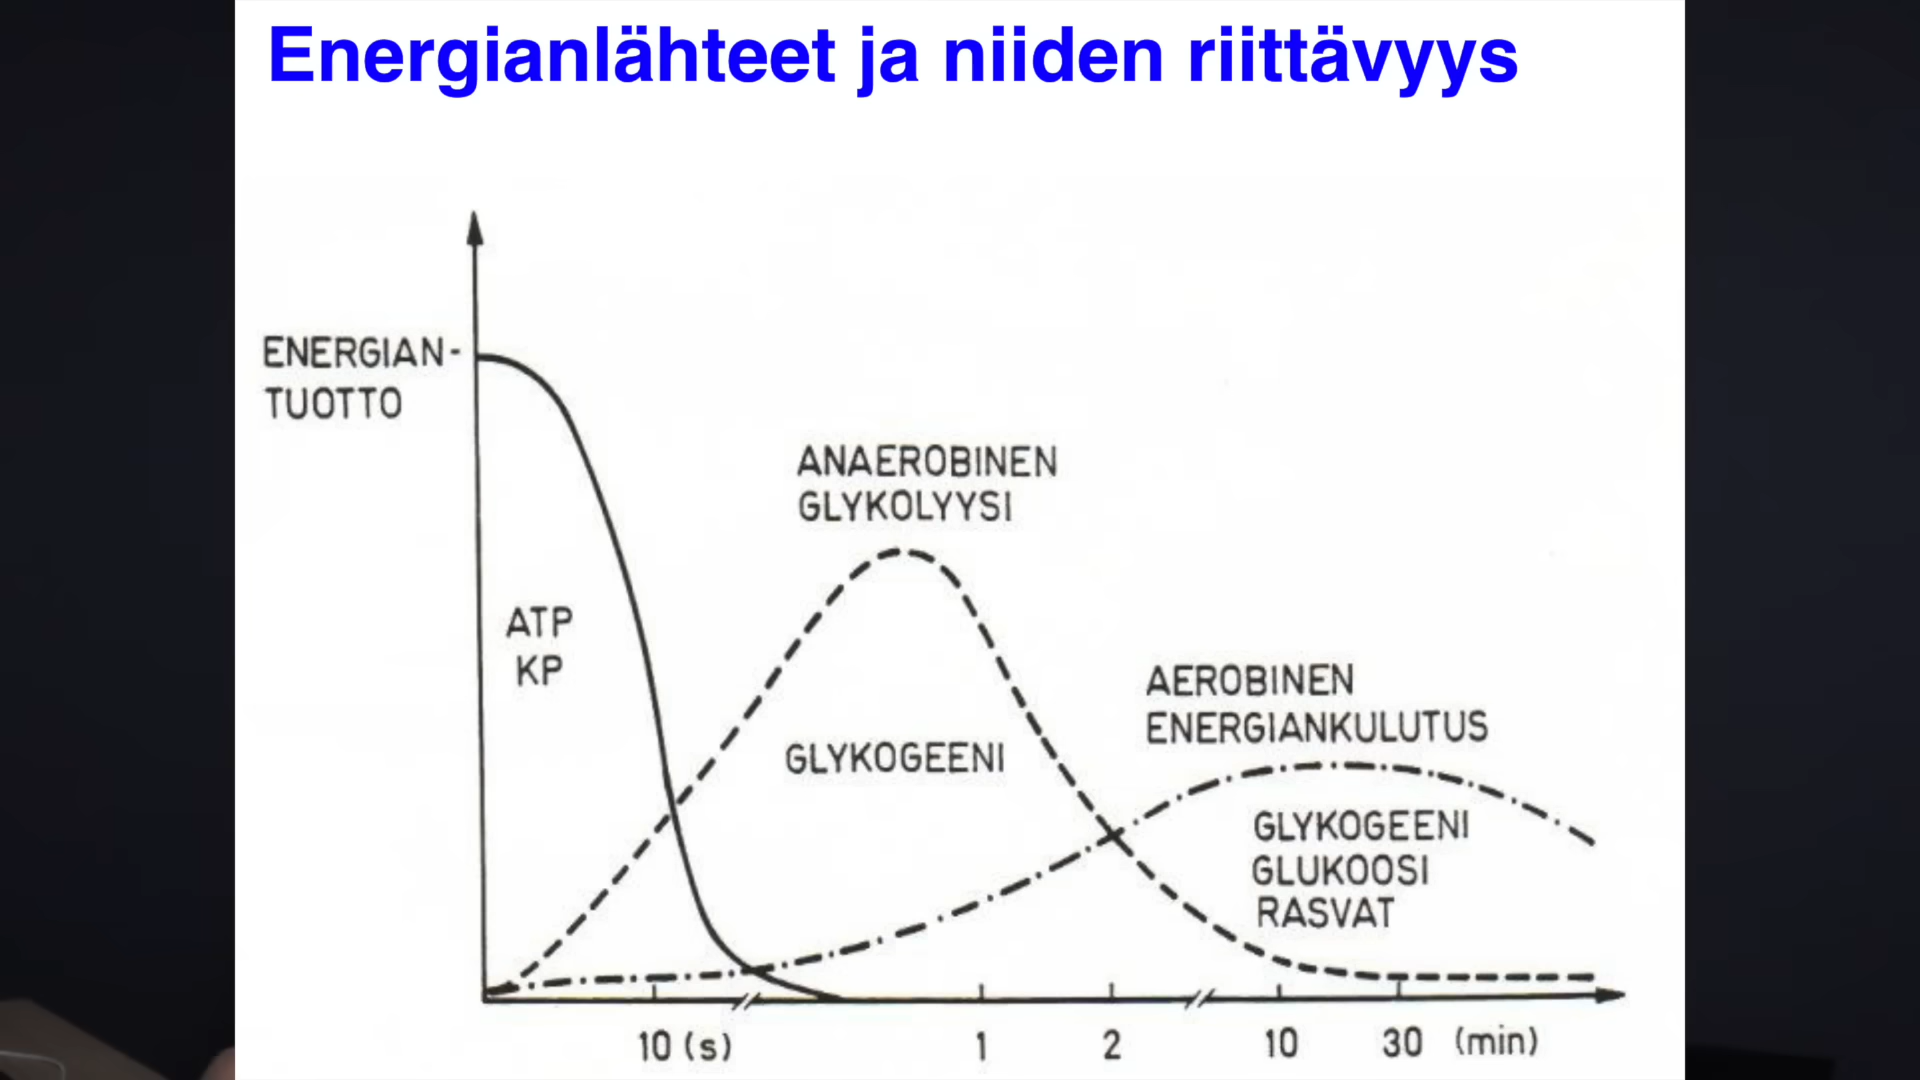 Energianlähteet ja niiden riittävyys
ENERGIAN-
TUOTTO
ANAEROBINEN
GLYKOLYYSI
ATP
KP
GLYKOGEENI
AEROBINEN
ENERGIANKULUTUS
GLYKOGEENI
GLUKOOSI
RASVAT
10 (s) 1 2 10 30 (min)